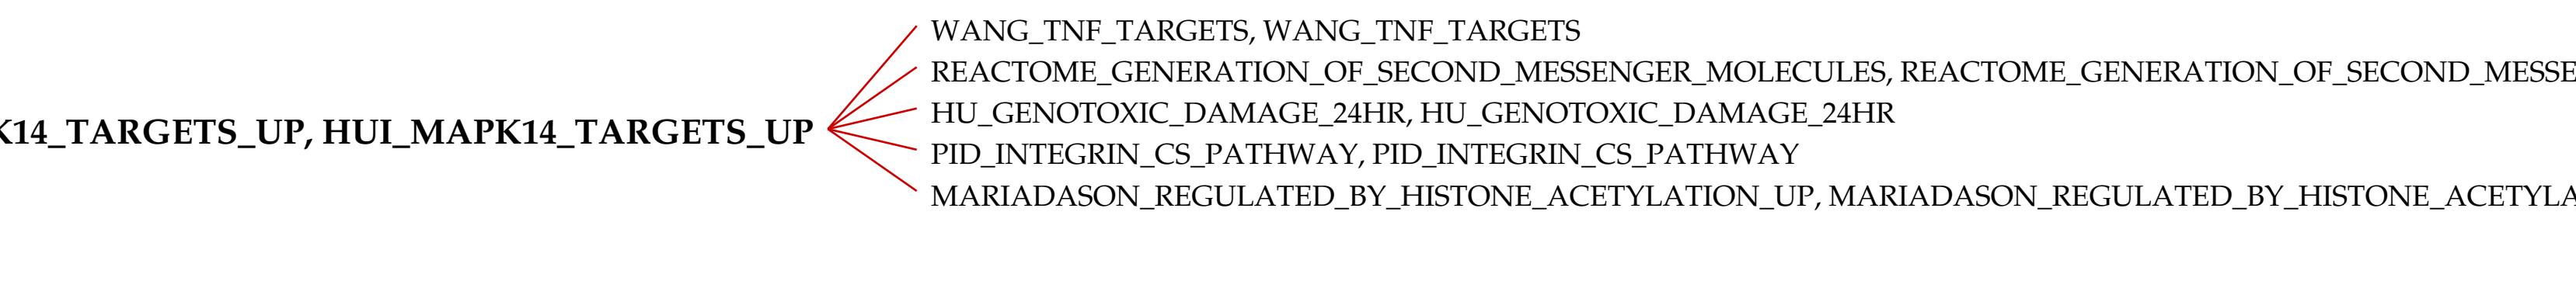 WANG_TNF_TARGETS, WANG_TNF_TARGETS
REACTOME_GENERATION_OF_SECOND_MESSENGER_MOLECULES, REACTOME_GENERATION_OF_SECOND_MESSE
HU_GENOTOXIC_DAMAGE_24HR, HU_GENOTOXIC_DAMAGE_24HR
K14_TARGETS_UP, HUI_MAPK14_TARGETS_UP
PID_INTEGRIN_CS_PATHWAY, PID_INTEGRIN_CS_PATHWAY
MARIADASON_REGULATED_BY_HISTONE_ACETYLATION_UP, MARIADASON_REGULATED_BY_HISTONE_ACETYLA